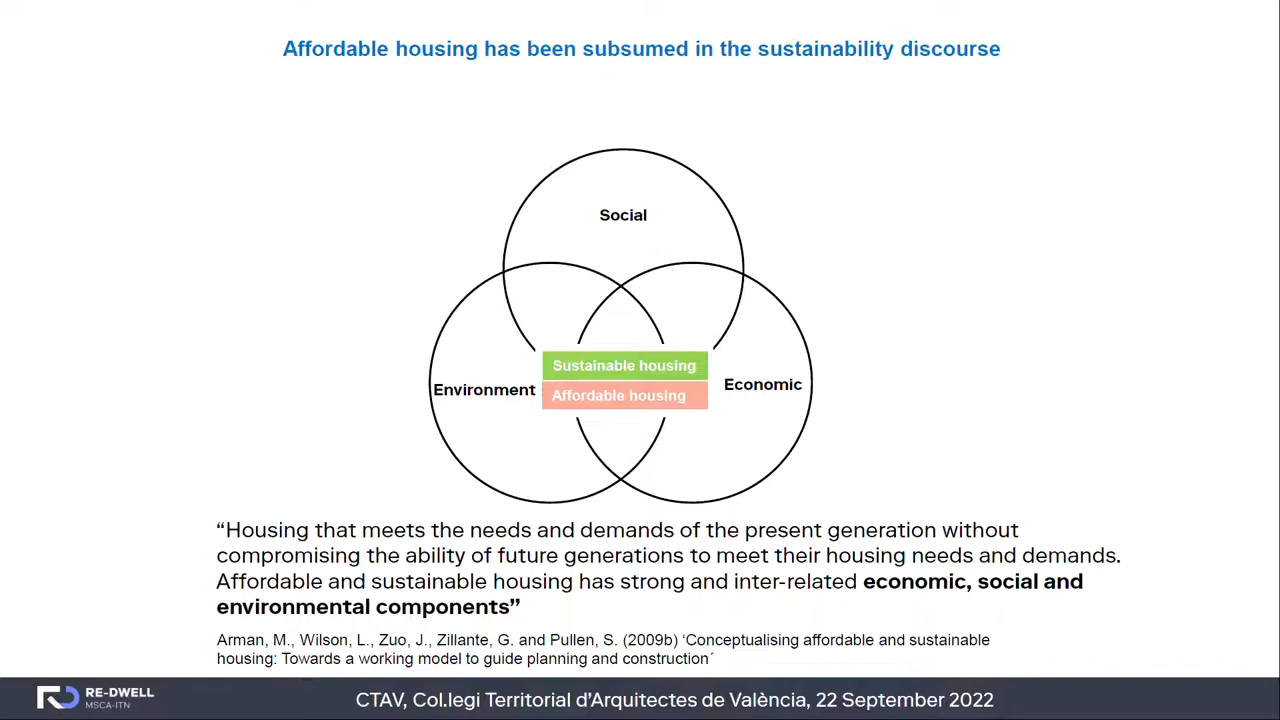 Affordable housing has been subsumed in the sustainability discourse
Social
Sustainable housing
Environment
Economic
Affordable housing
“Housing that meets the needs and demands of the present generation without
compromising the ability of future generations to meet their housing needs and demands.
Affordable and sustainable housing has strong and inter-related economic, social and
environmental components”
Arman, M., Wilson, L., Zuo, J., Zillante, G. and Pullen, S. (2009b) ‘Conceptualising affordable and sustainable
housing: Towards a working model to guide planning and construction´
RE-DWELL
MSCA-ITN
CTAV, Col.legi Territorial d’Arquitectes de València, 22 September 2022